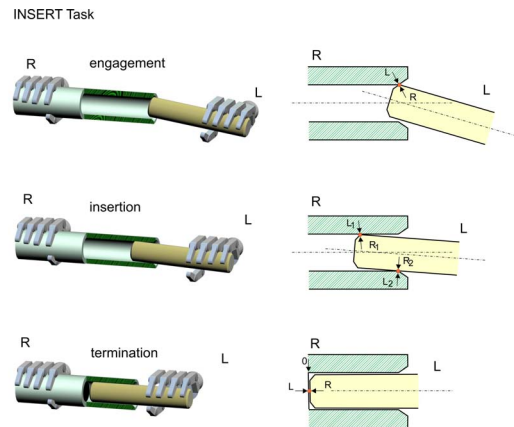 INSERT Task
R
engagement
L
R
L
L
R
R
insertion
L
R
L
L1
R1
R2
L2
R
termination
L
R
L
0
L
R